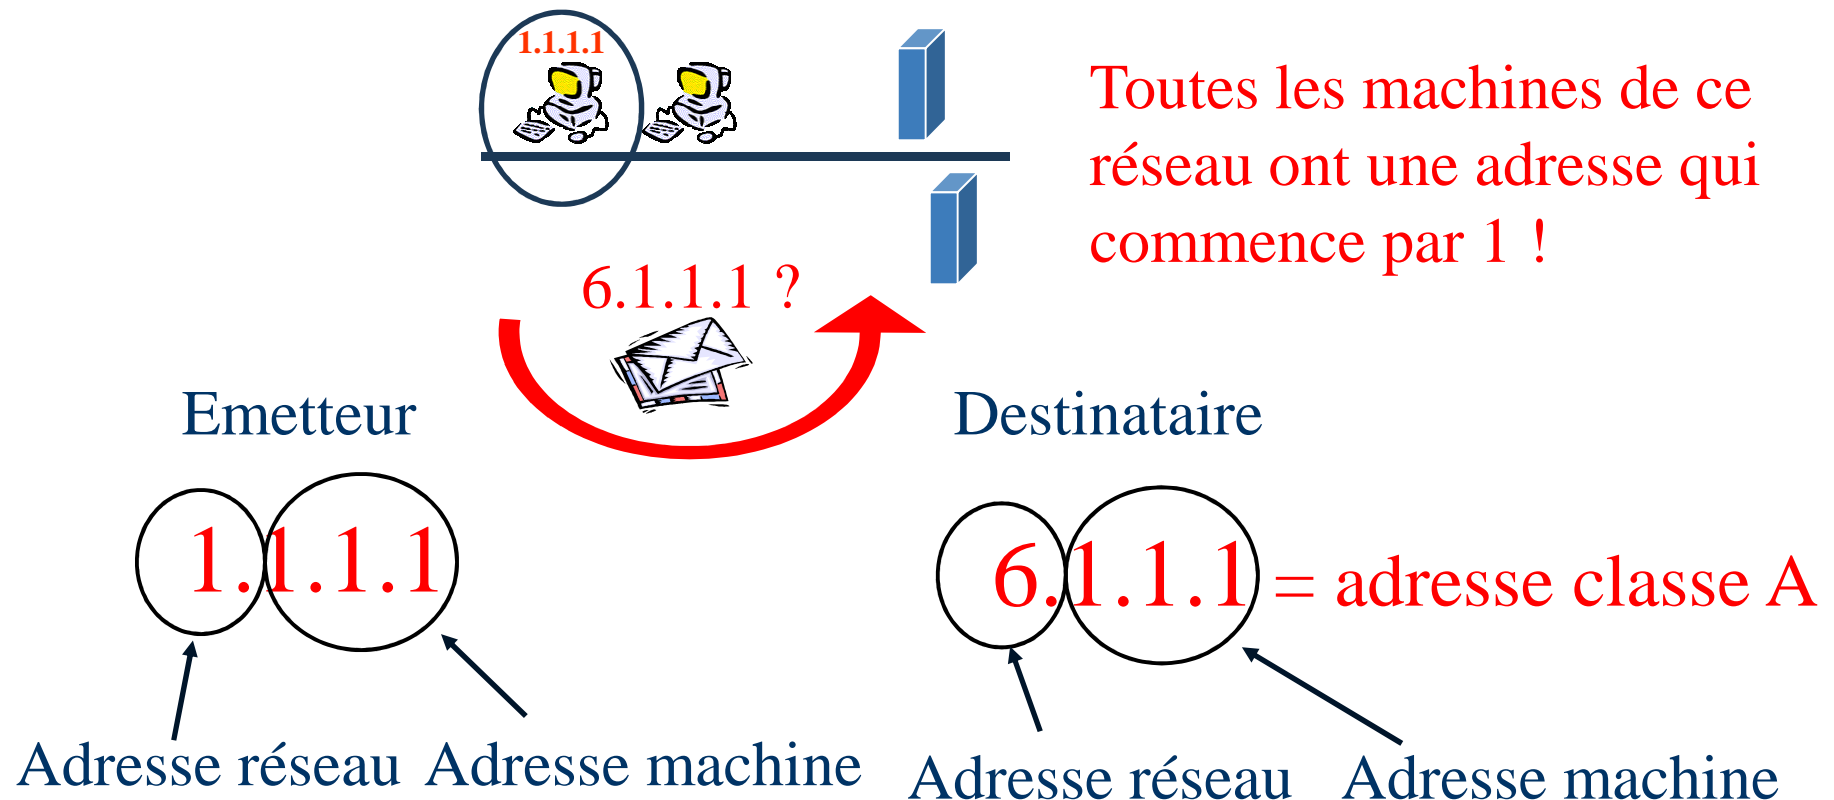 1.1.1.1
Toutes les machines de ce
réseau ont une adresse qui
commence par 1 !
6.1.1.1 ?
Emetteur
Destinataire
1.1.1.1
6.1.1.1 = adresse classe A
Adresse réseau
Adresse machine
Adresse réseau
Adresse machine